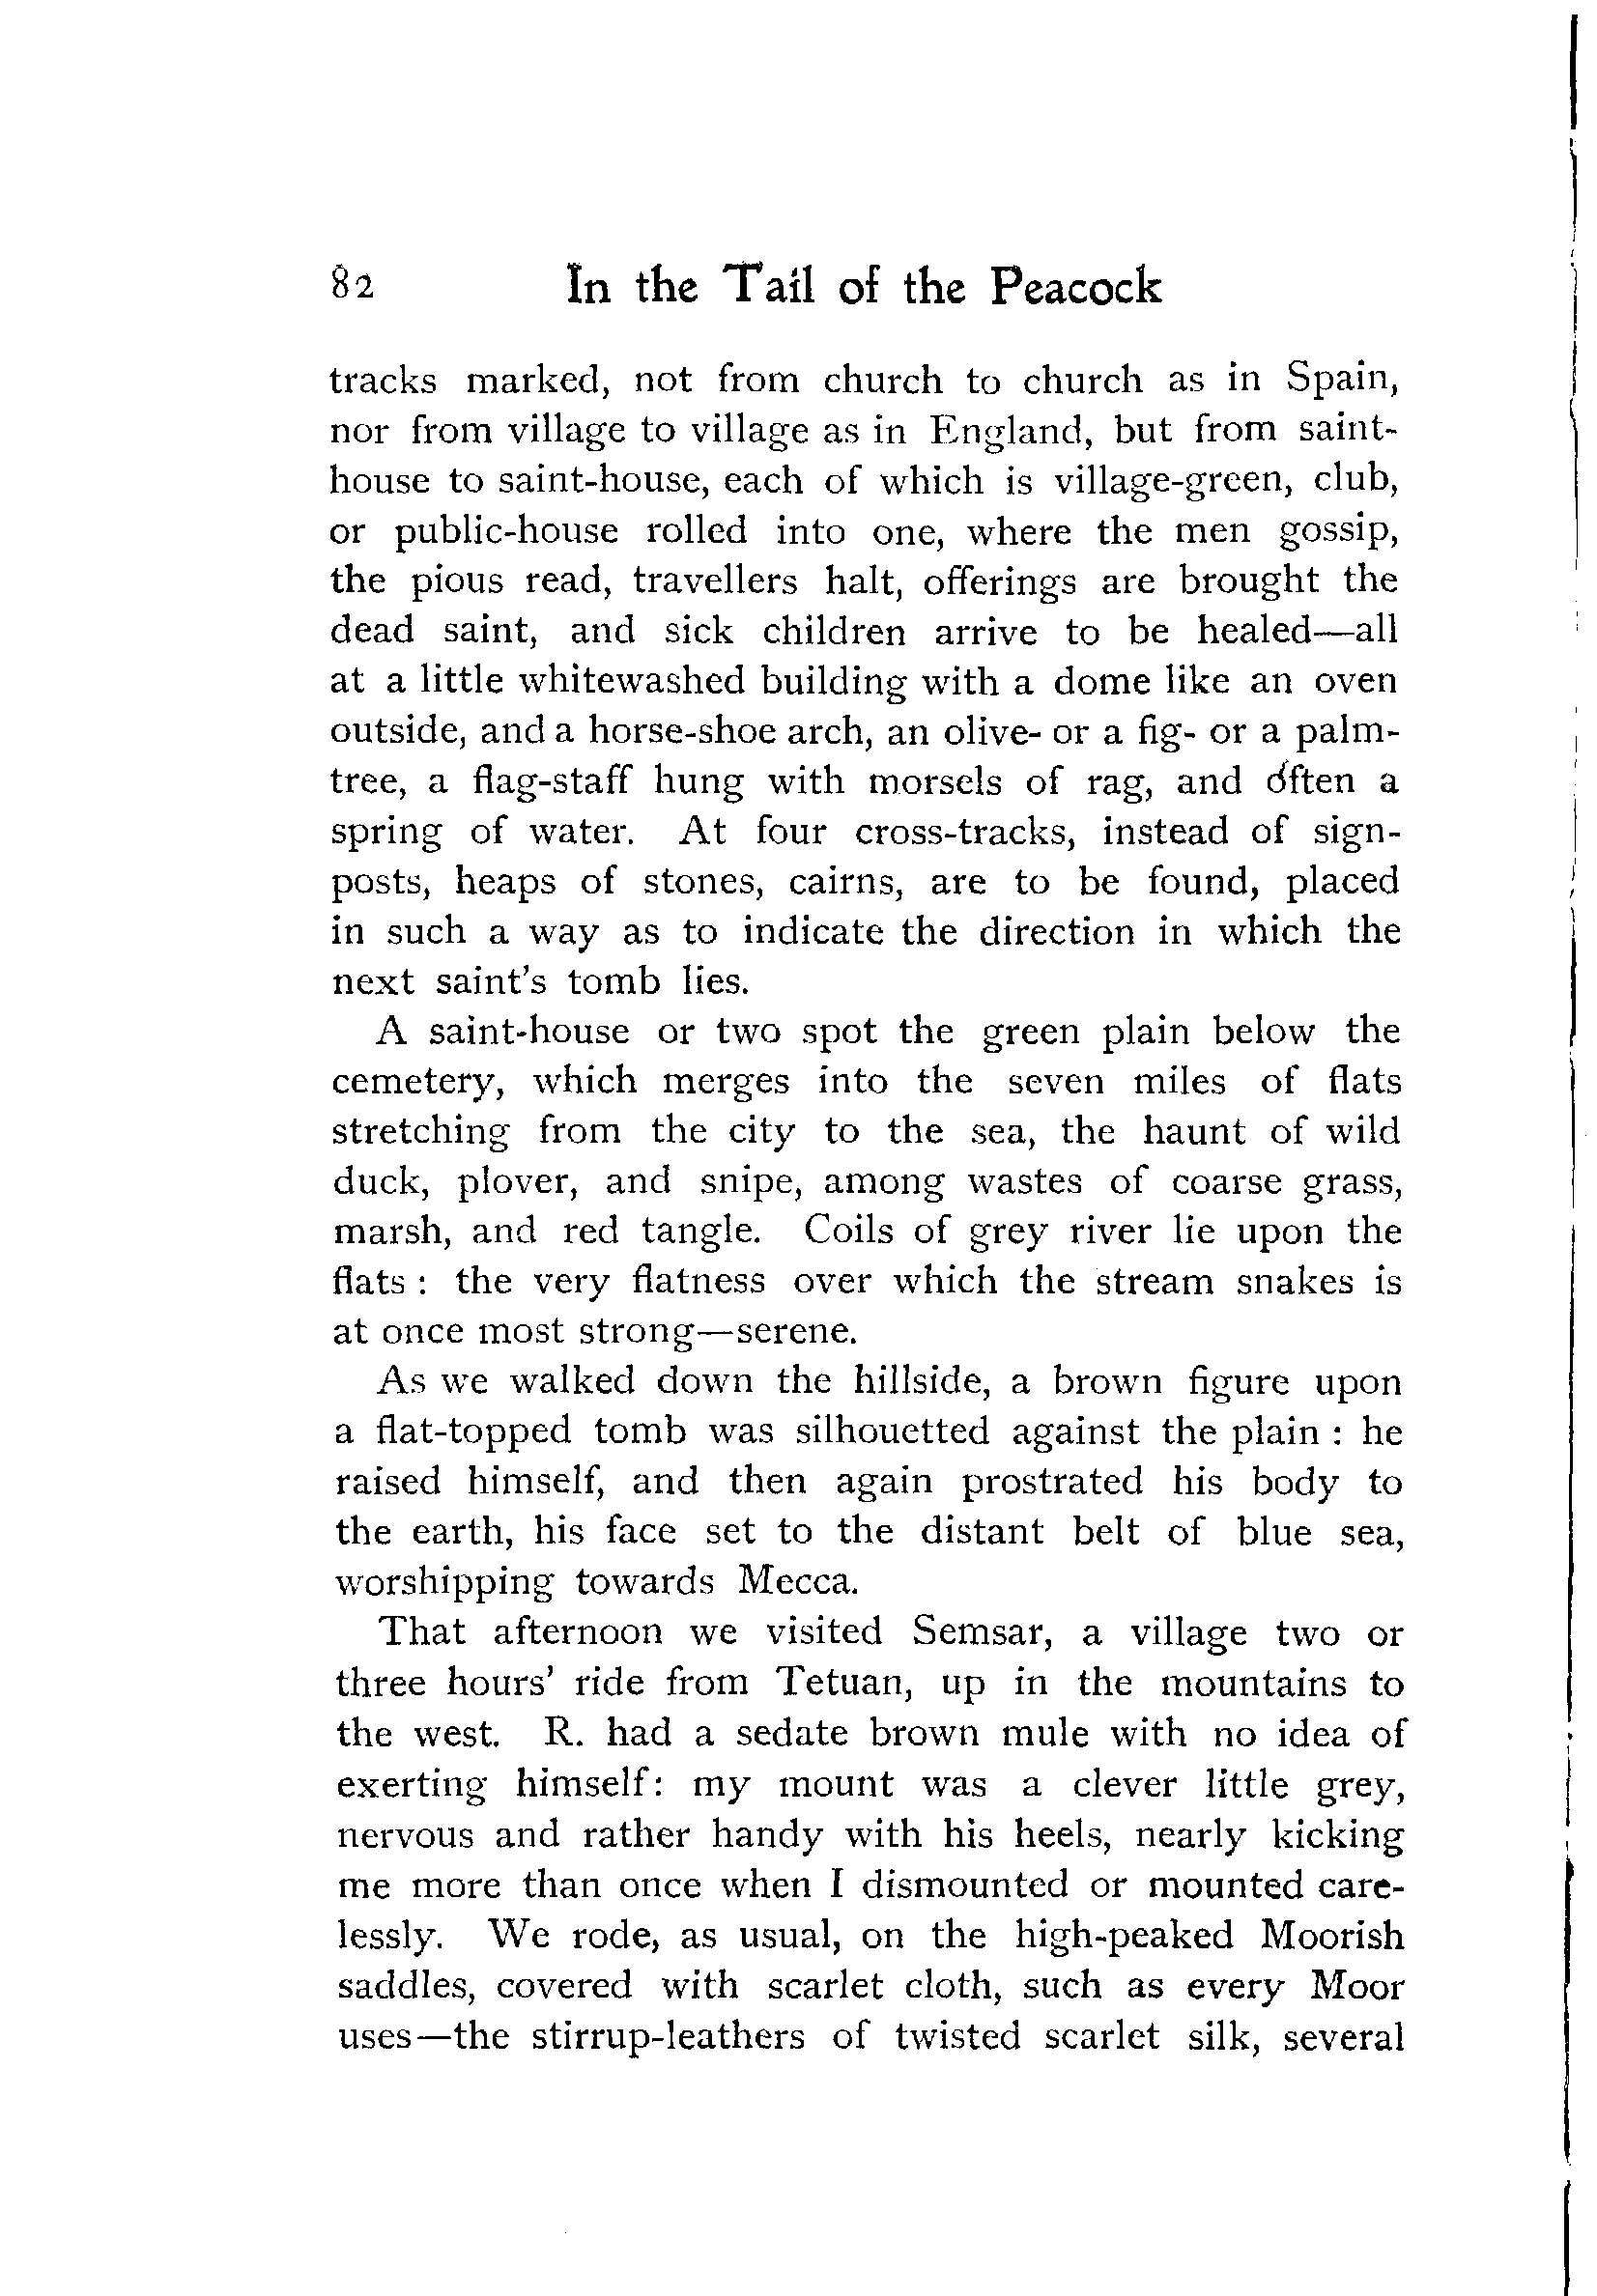 82 In the Tail of the Peacock
tracks marked, not from church to church as in Spain,
nor from village to village as in England, but from saint-
house to saint-house, each of which is village-green, club,
or public-house rolled into one, where the men gossip,
the pious read, travellers halt, offerings are brought the
dead saint, and sick children arrive to be healed—all
at a little whitewashed building with a dome like an oven
outside, and a horse-shoe arch, an olive- or a fig- or a palm-
tree, a flag-staff hung with morsels of rag, and often a
spring of water. At four cross-tracks, instead of sign-
posts, heaps of stones, cairns, are to be found, placed
in such a way as to indicate the direction in which the
next saint's tomb lies.
A saint-house or two spot the green plain below the
cemetery, which merges into the seven miles of flats
stretching from the city to the sea, the haunt of wild
duck, plover, and snipe, among wastes of coarse grass,
marsh, and red tangle. Coils of grey river lie upon the
flats : the very flatness over which the stream snakes is
at once most strong—serene.
As we walked down the hillside, a brown figure upon
a flat-topped tomb was silhouetted against the plain : he
raised himself, and then again prostrated his body to
the earth, his face set to the distant belt of blue sea,
worshipping towards Mecca.
That afternoon we visited Semsar, a village two or
three hours' ride from Tetuan, up in the mountains to
the west. R. had a sedate brown mule with no idea of
exerting himself: my mount was a clever little grey,
nervous and rather handy with his heels, nearly kicking
me more than once when I dismounted or mounted care-
lessly. We rode, as usual, on the high-peaked Moorish
saddles, covered with scarlet cloth, such as every Moor
uses—the stirrup-leathers of twisted scarlet silk, several